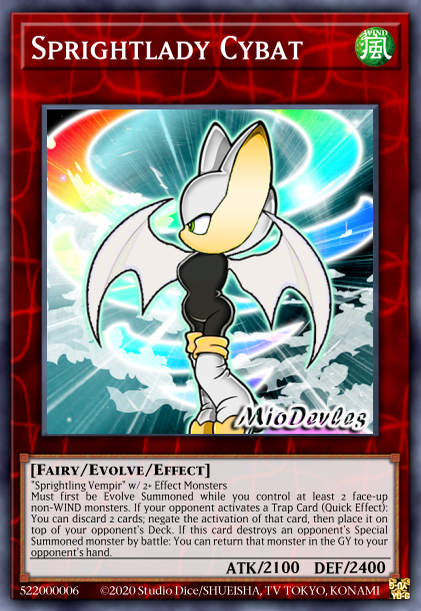 Sprightlady Cybat
WIND
風
MioDevles
[Fairy/Evolve/Effect]
"Sprightling Vempir" w/ 2+ Effect Monsters
Must first be Evolve Summoned while you control at least 2 face-up
non-WIND monsters. If your opponent activates a Trap Card (Quick Effect):
You can discard 2 cards; negate the activation of that card, then place it on
top of your opponent's Deck. If this card destroys an opponent's Special
Summoned monster by battle: You can return that monster in the GY to your
opponent's hand.
ATK/2100 DEF/2400
522000006 ©2020 Studio Dice/SHUEISHA, TV TOKYO, KONAMI